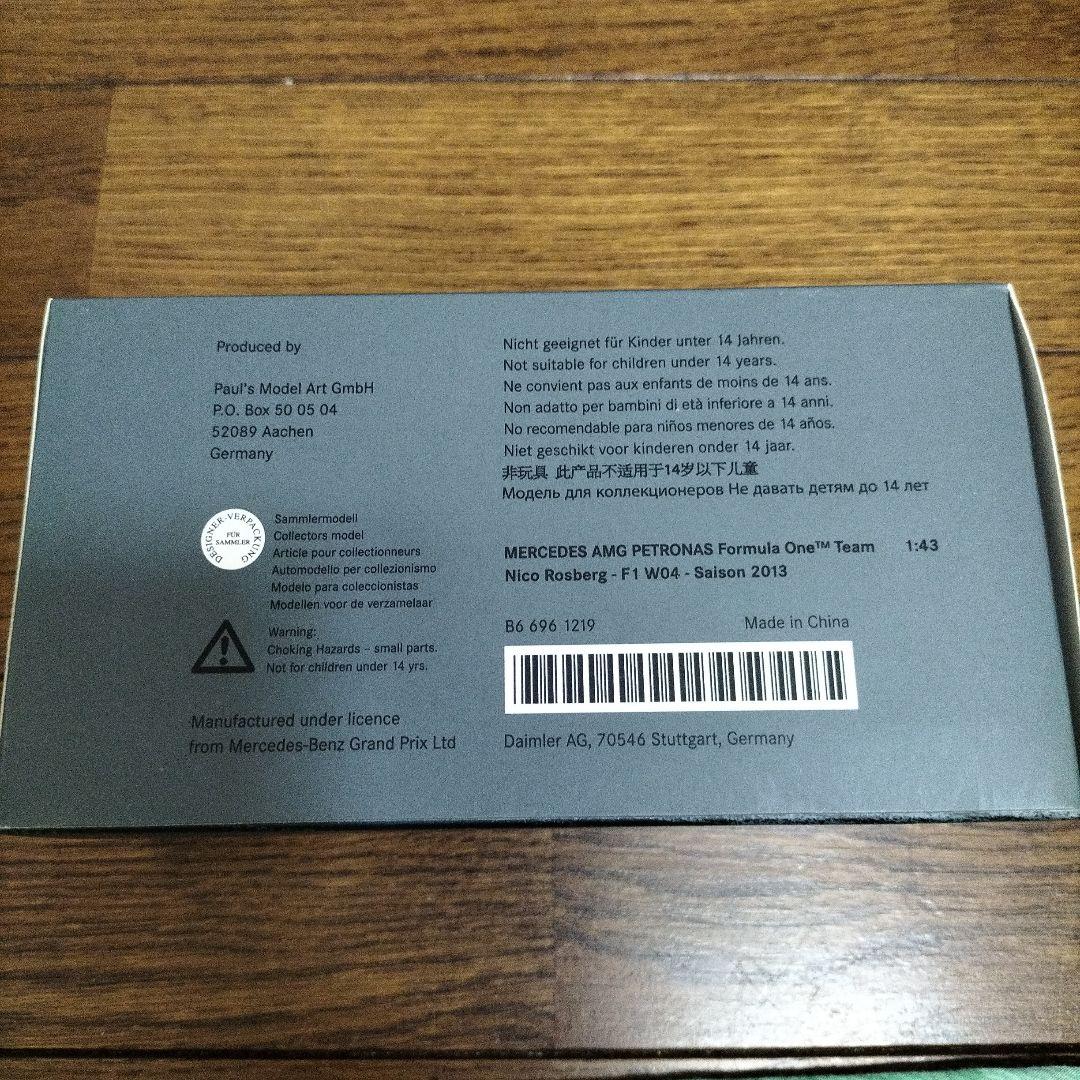 Produced by
Paul's Model Art GmbH
P.O. Box 50 05 04
52089 Aachen
Germany
DESIGNER-VERPACKUNG
FÜR
SAMMLER
Sammlermodell
Collectors model
Article pour collectionneurs
Automodello per collezionismo
Modelo para coleccionistas
Modellen voor de verzamelaar
Warning:
Choking Hazards – small parts.
Not for children under 14 yrs.
Manufactured under licence
from Mercedes-Benz Grand Prix Ltd
Nicht geeignet für Kinder unter 14 Jahren.
Not suitable for children under 14 years.
Ne convient pas aux enfants de moins de 14 ans.
Non adatto per bambini di età inferiore a 14 anni.
No recomendable para niños menores de 14 años.
Niet geschikt voor kinderen onder 14 jaar.
非玩具 此产品不适用于14岁以下儿童
Модель для коллекционеров Не давать детям до 14 лет
MERCEDES AMG PETRONAS Formula One™ Team 1:43
Nico Rosberg - F1 W04 - Saison 2013
B6 696 1219 Made in China
Daimler AG, 70546 Stuttgart, Germany